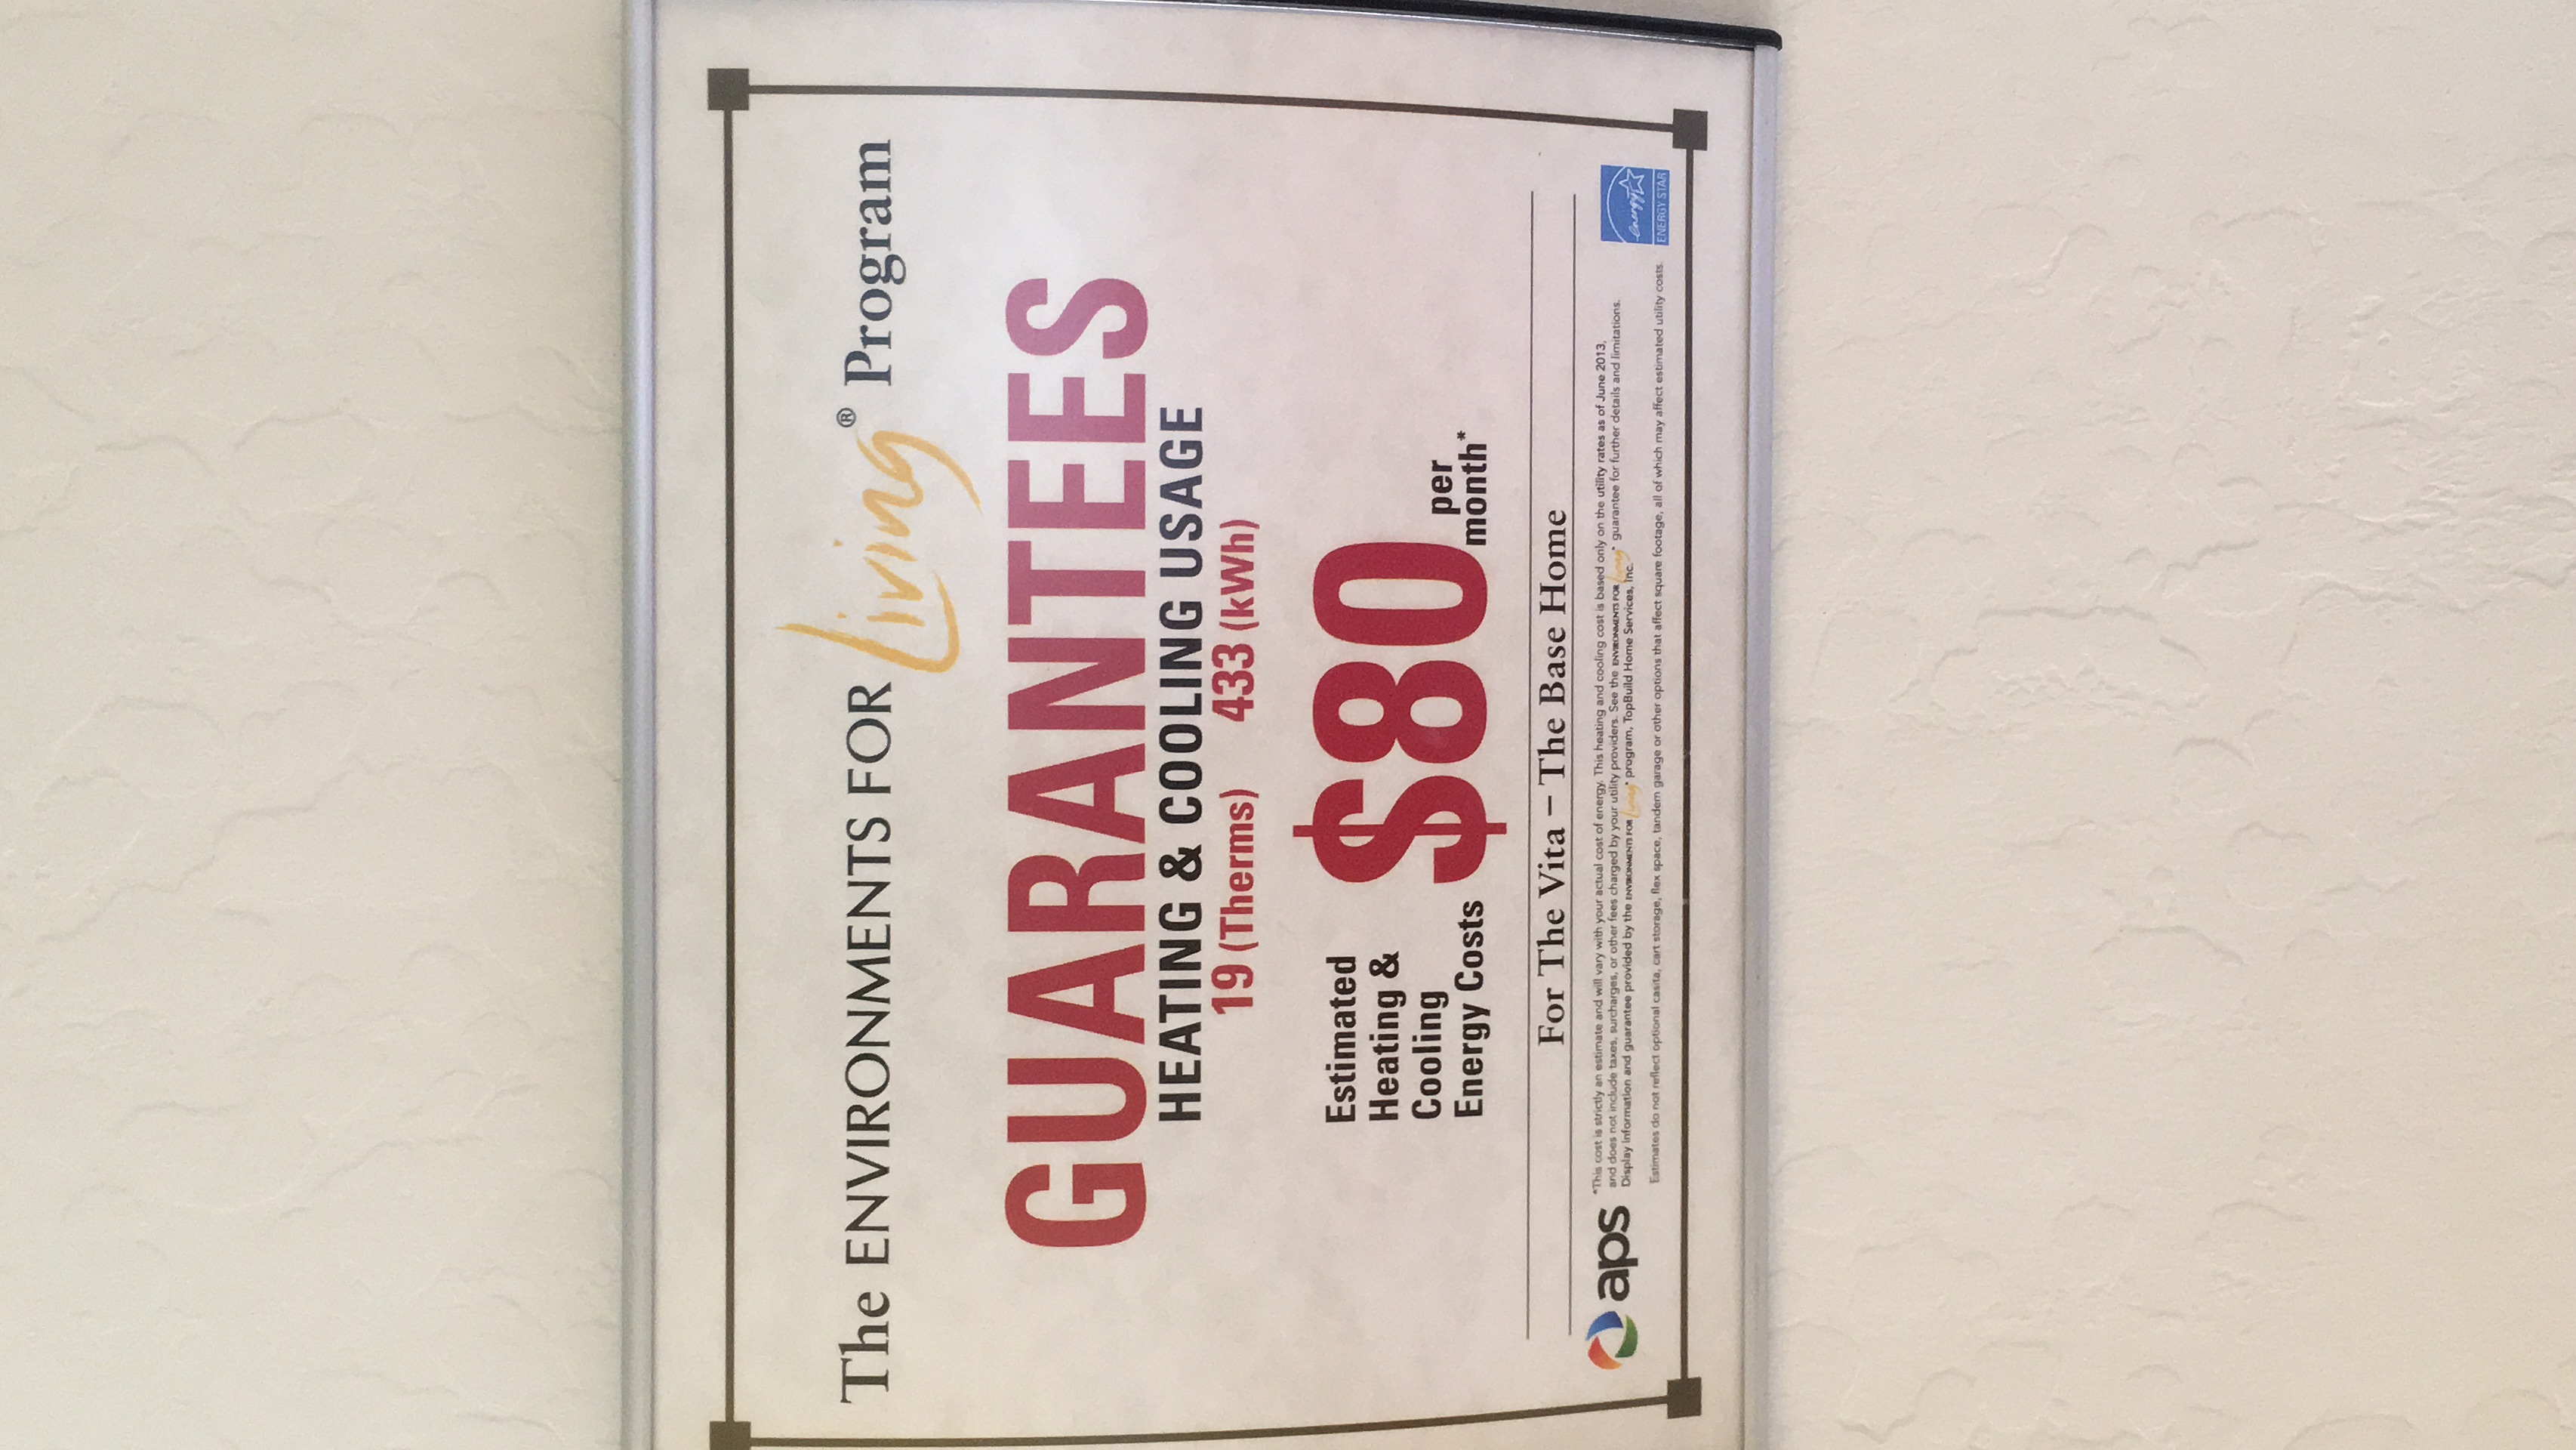 The ENVIRONMENTS FOR Living® Program
GUARANTEES
HEATING & COOLING USAGE
19 (Therms) 433 (kWh)
Estimated
Heating &
Cooling
Energy Costs
$80
per
month*
For The Vita – The Base Home
aps
*This cost is strictly an estimate and will vary with your actual cost of energy. This heating and cooling cost is based only on the utility rates as of June 2013,
and does not include taxes, surcharges, or other fees charged by your utility providers. See the ENVIRONMENTS FOR Living® guarantee for further details and limitations.
Display Information and guarantee provided by the ENVIRONMENTS FOR Living® program, TopBuild Home Services, Inc.
Estimates do not reflect optional casita, cart storage, flex space, tandem garage or other options that affect square footage, all of which may affect estimated utility costs.
energy
ENERGY STAR